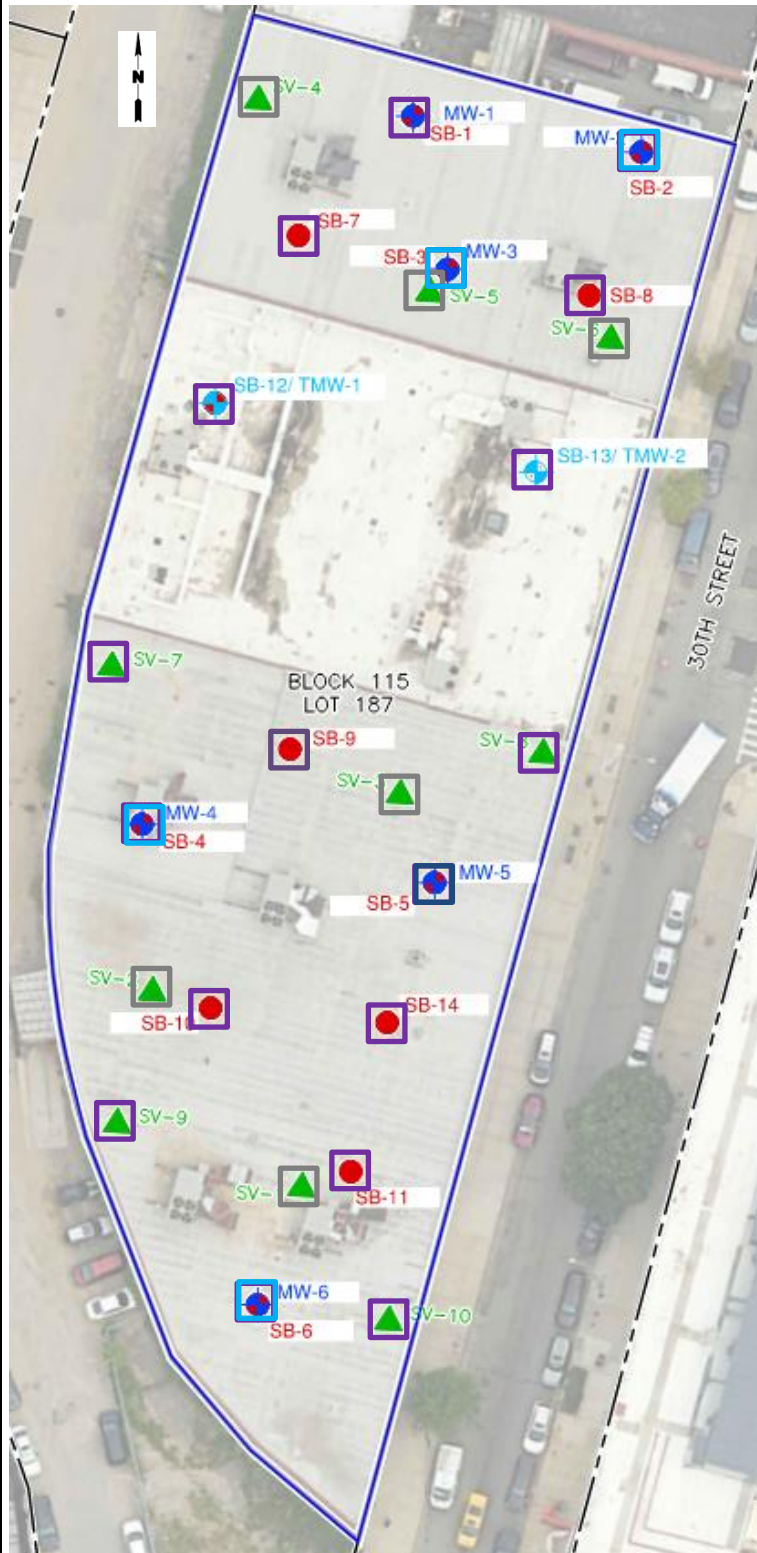 N
SV-4
MW-1
SB-1
MW-
SB-2
SB-7
SB-3
MW-3
SV-5
SB-8
SV-
SB-12/ TMW-1
SB-13/ TMW-2
30TH STREET
SV-7
BLOCK 115
LOT 187
SB-9
SV-
SV-
MW-4
SB-4
MW-5
SB-5
SV-2
SB-10
SB-14
SV-9
SV-
SB-11
MW-6
SB-6
SV-10